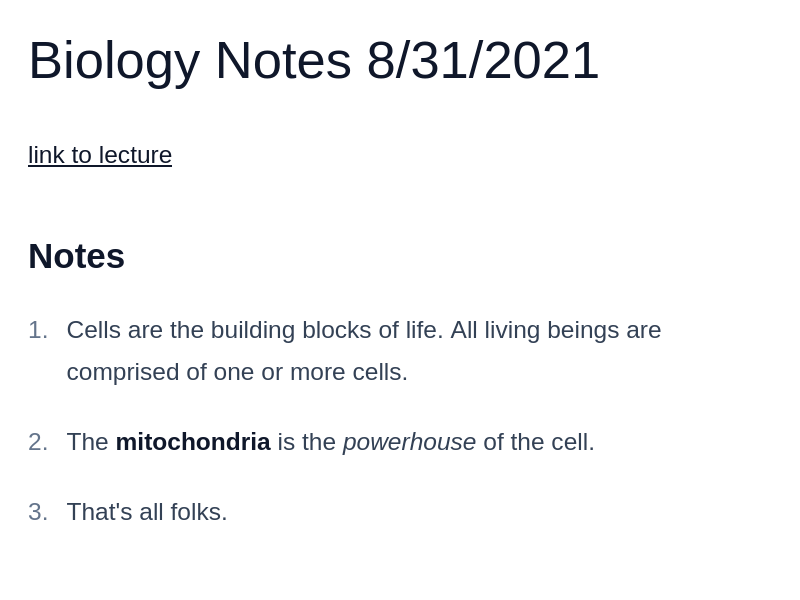 Biology Notes 8/31/2021
link to lecture
Notes
1. Cells are the building blocks of life. All living beings are
comprised of one or more cells.
2. The mitochondria is the powerhouse of the cell.
3. That's all folks.